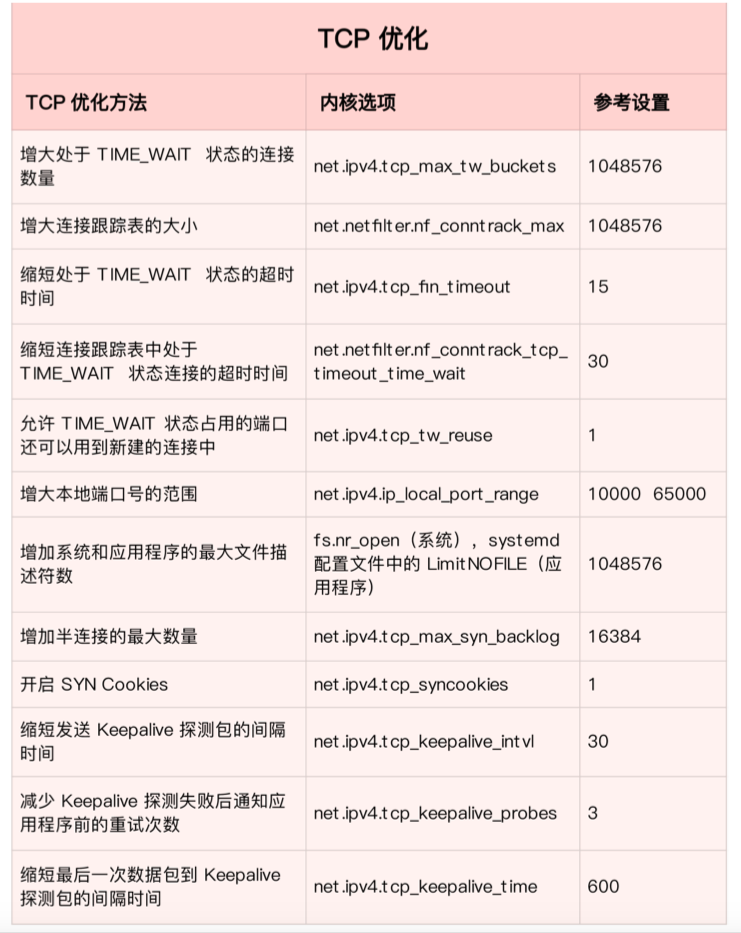 TCP 优化
TCP 优化方法 内核选项 参考设置
增大处于 TIME_WAIT 状态的连接
数量
net.ipv4.tcp_max_tw_buckets
1048576
增大连接跟踪表的大小
net.netfilter.nf_conntrack_max
1048576
缩短处于 TIME_WAIT 状态的超时
时间
net.ipv4.tcp_fin_timeout
15
缩短连接跟踪表中处于
TIME_WAIT 状态连接的超时时间
net.netfilter.nf_conntrack_tcp_
timeout_time_wait
30
允许 TIME_WAIT 状态占用的端口
还可以用到新建的连接中
net.ipv4.tcp_tw_reuse
1
增大本地端口号的范围
net.ipv4.ip_local_port_range
10000 65000
增加系统和应用程序的最大文件描
述符数
fs.nr_open（系统），systemd
配置文件中的 LimitNOFILE（应
用程序）
1048576
增加半连接的最大数量
net.ipv4.tcp_max_syn_backlog
16384
开启 SYN Cookies
net.ipv4.tcp_syncookies
1
缩短发送 Keepalive 探测包的间隔
时间
net.ipv4.tcp_keepalive_intvl
30
减少 Keepalive 探测失败后通知应
用程序前的重试次数
net.ipv4.tcp_keepalive_probes
3
缩短最后一次数据包到 Keepalive
探测包的间隔时间
net.ipv4.tcp_keepalive_time
600